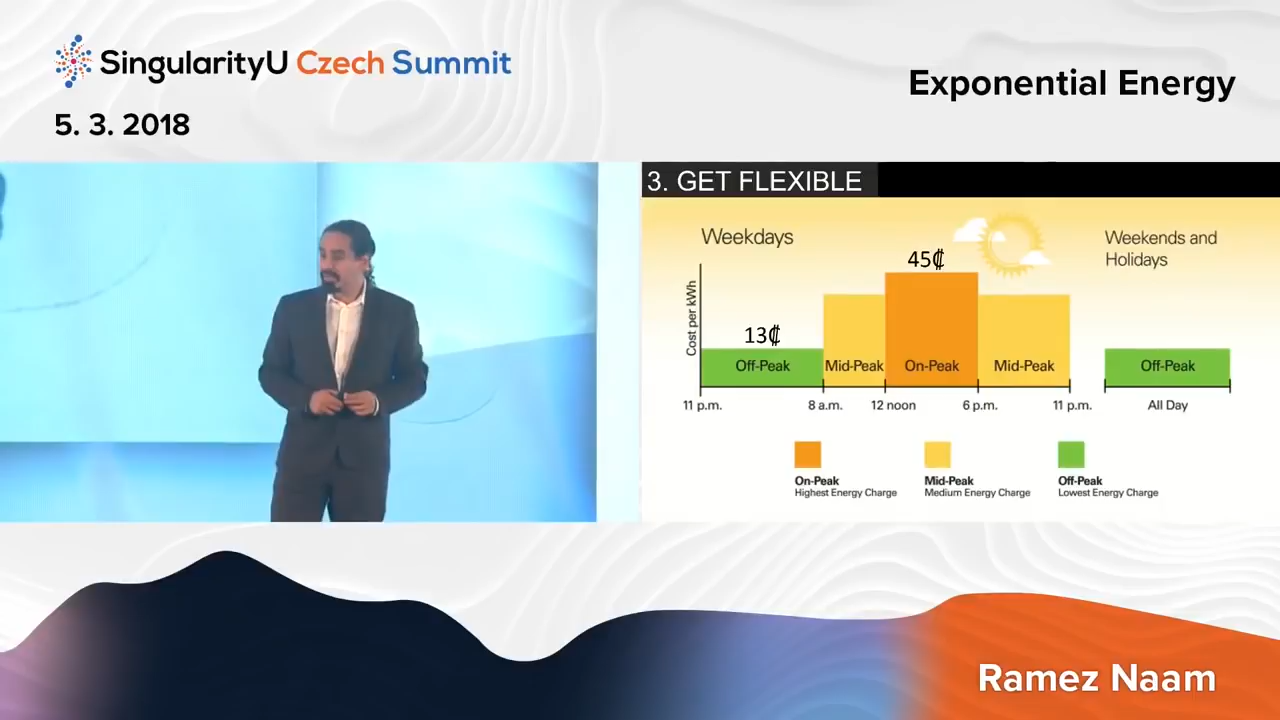 SingularityU Czech Summit
5. 3. 2018
Exponential Energy
3. GET FLEXIBLE
Weekdays
Weekends and
Holidays
45₵
13₵
Cost per kWh
Off-Peak
Mid-Peak
On-Peak
Mid-Peak
Off-Peak
11 p.m.
8 a.m.
12 noon
6 p.m.
11 p.m.
All Day
On-Peak
Highest Energy Charge
Mid-Peak
Medium Energy Charge
Off-Peak
Lowest Energy Charge
Ramez Naam